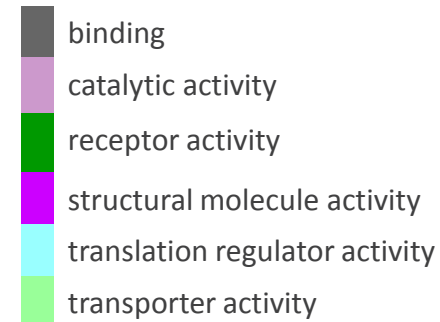 binding
catalytic activity
receptor activity
structural molecule activity
translation regulator activity
transporter activity